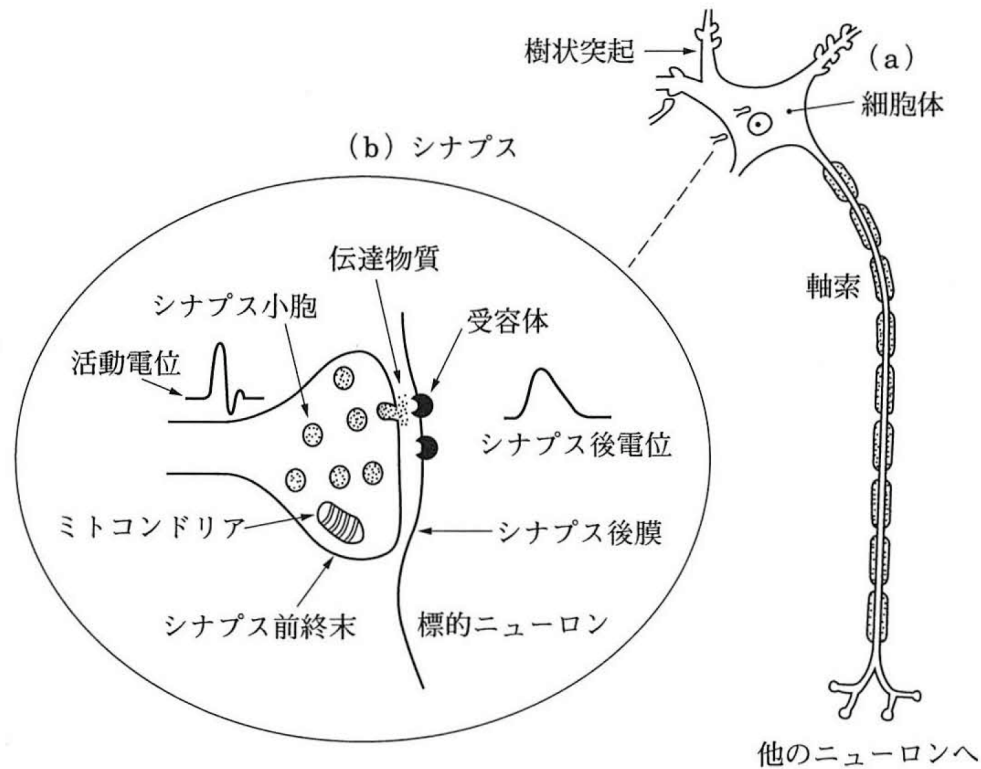 樹状突起
(a)
細胞体
(b) シナプス
伝達物質
シナプス小胞
軸索
受容体
活動電位
シナプス後電位
ミトコンドリア
シナプス後膜
シナプス前終末
標的ニューロン
他のニューロンへ